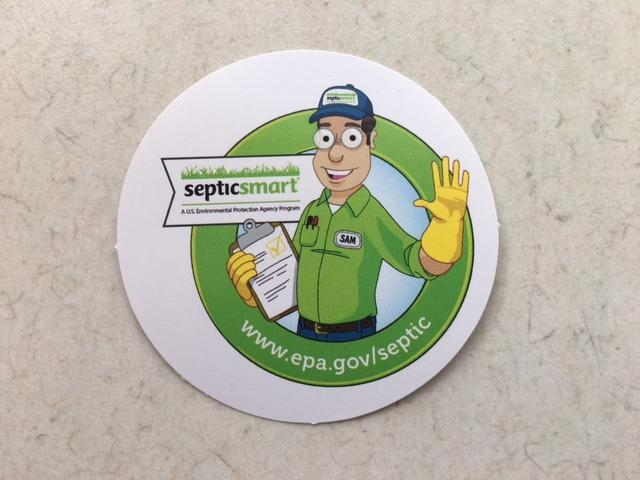 septicsmart
septicsmart
A U.S. Environmental Protection Agency Program
SAM
www.epa.gov/septic